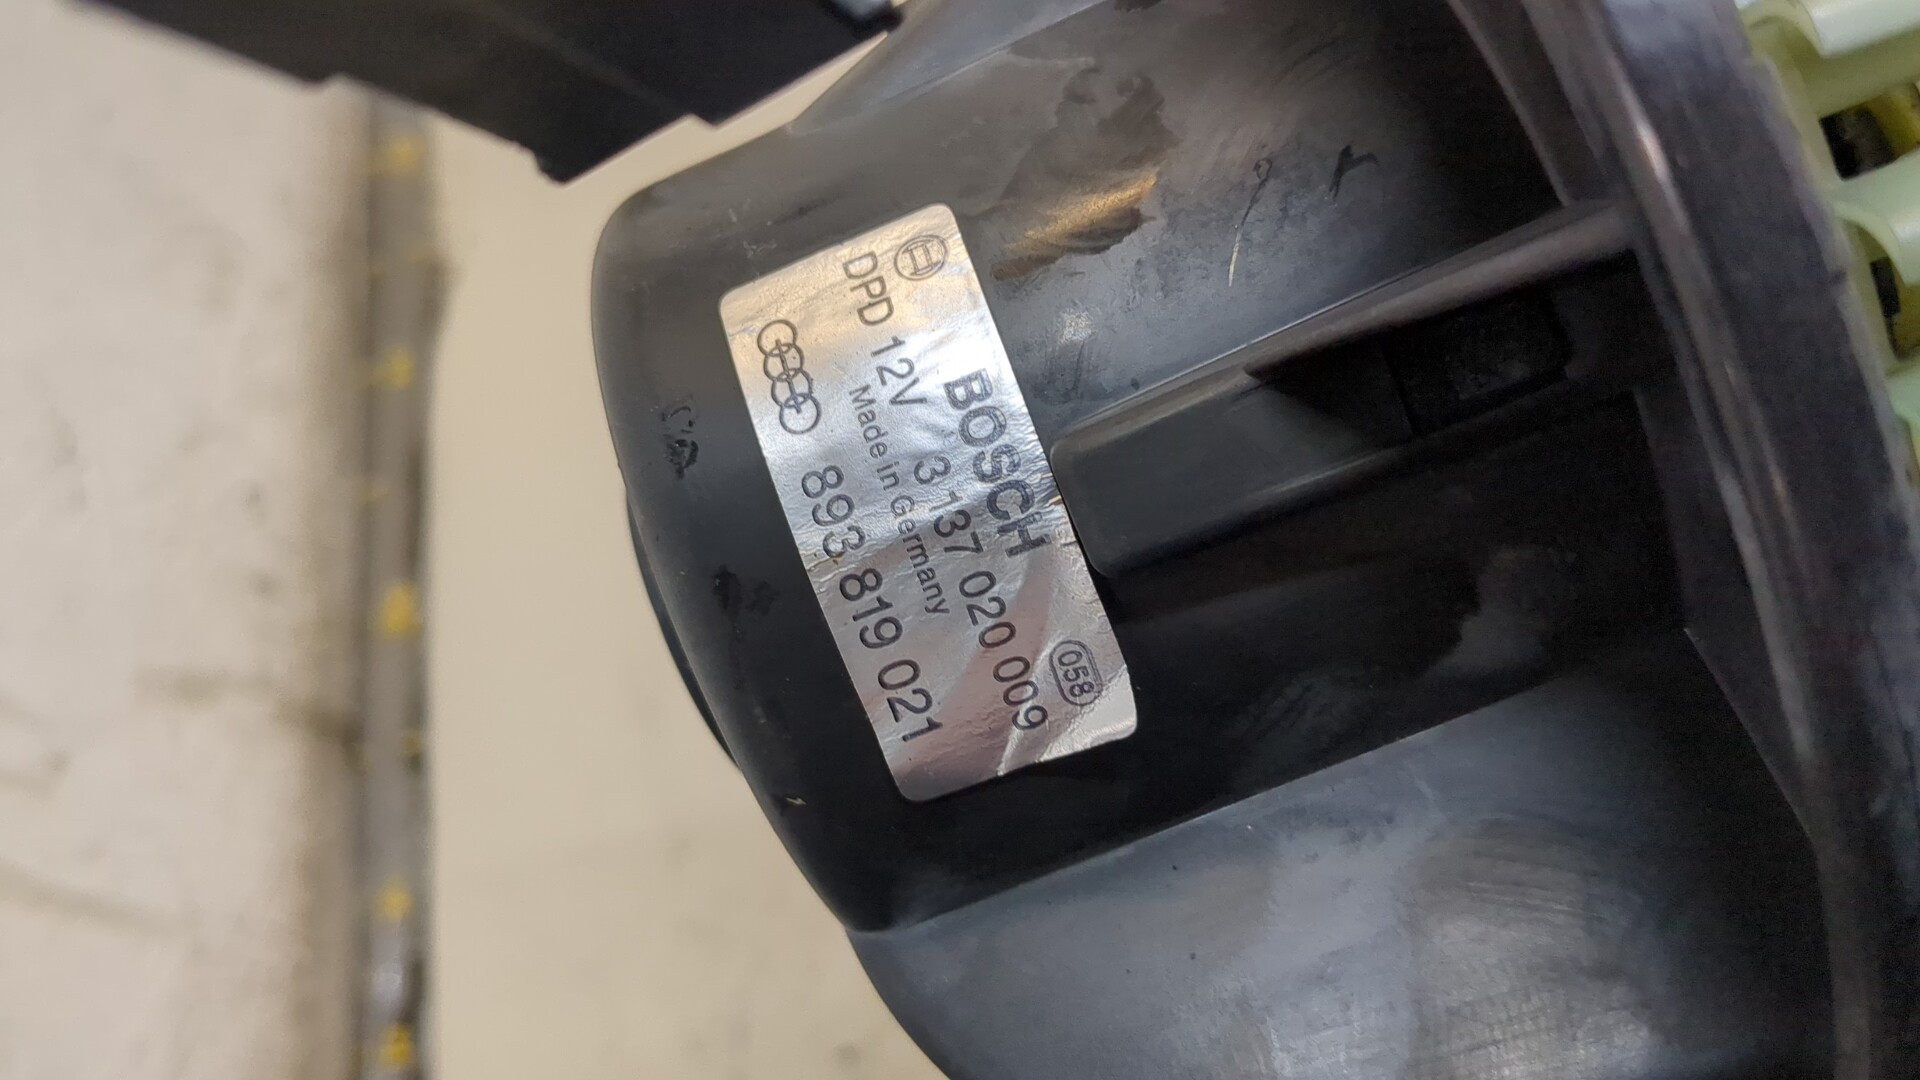 BOSCH
058
DPD 12V 3 137 020 009
Made in Germany
893 819 021